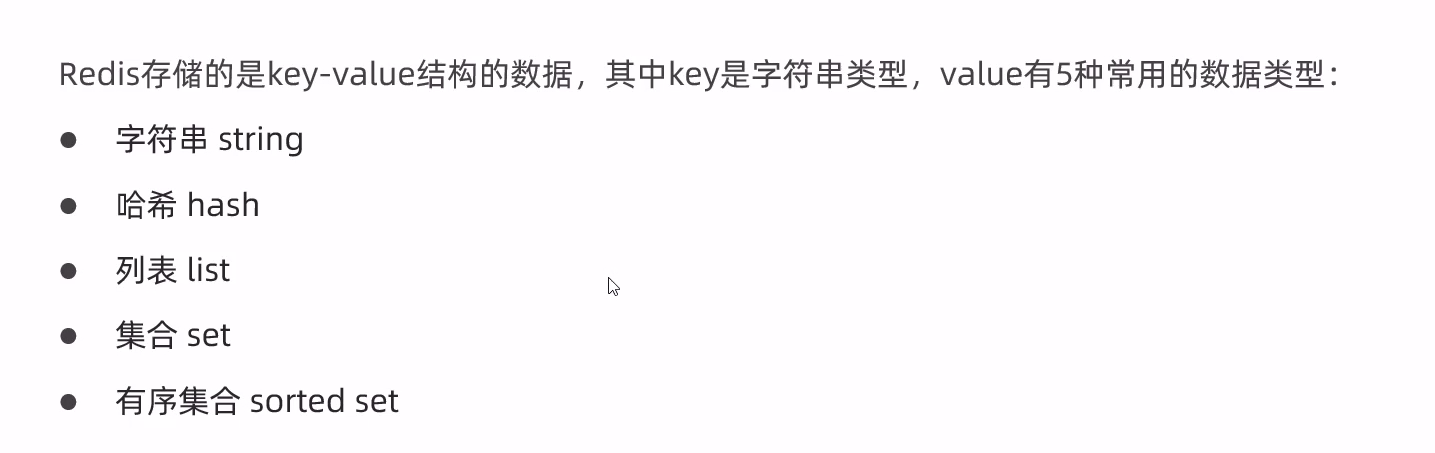 Redis存储的是key-value结构的数据，其中key是字符串类型，value有5种常用的数据类型：
● 字符串 string
● 哈希 hash
● 列表 list
● 集合 set
● 有序集合 sorted set